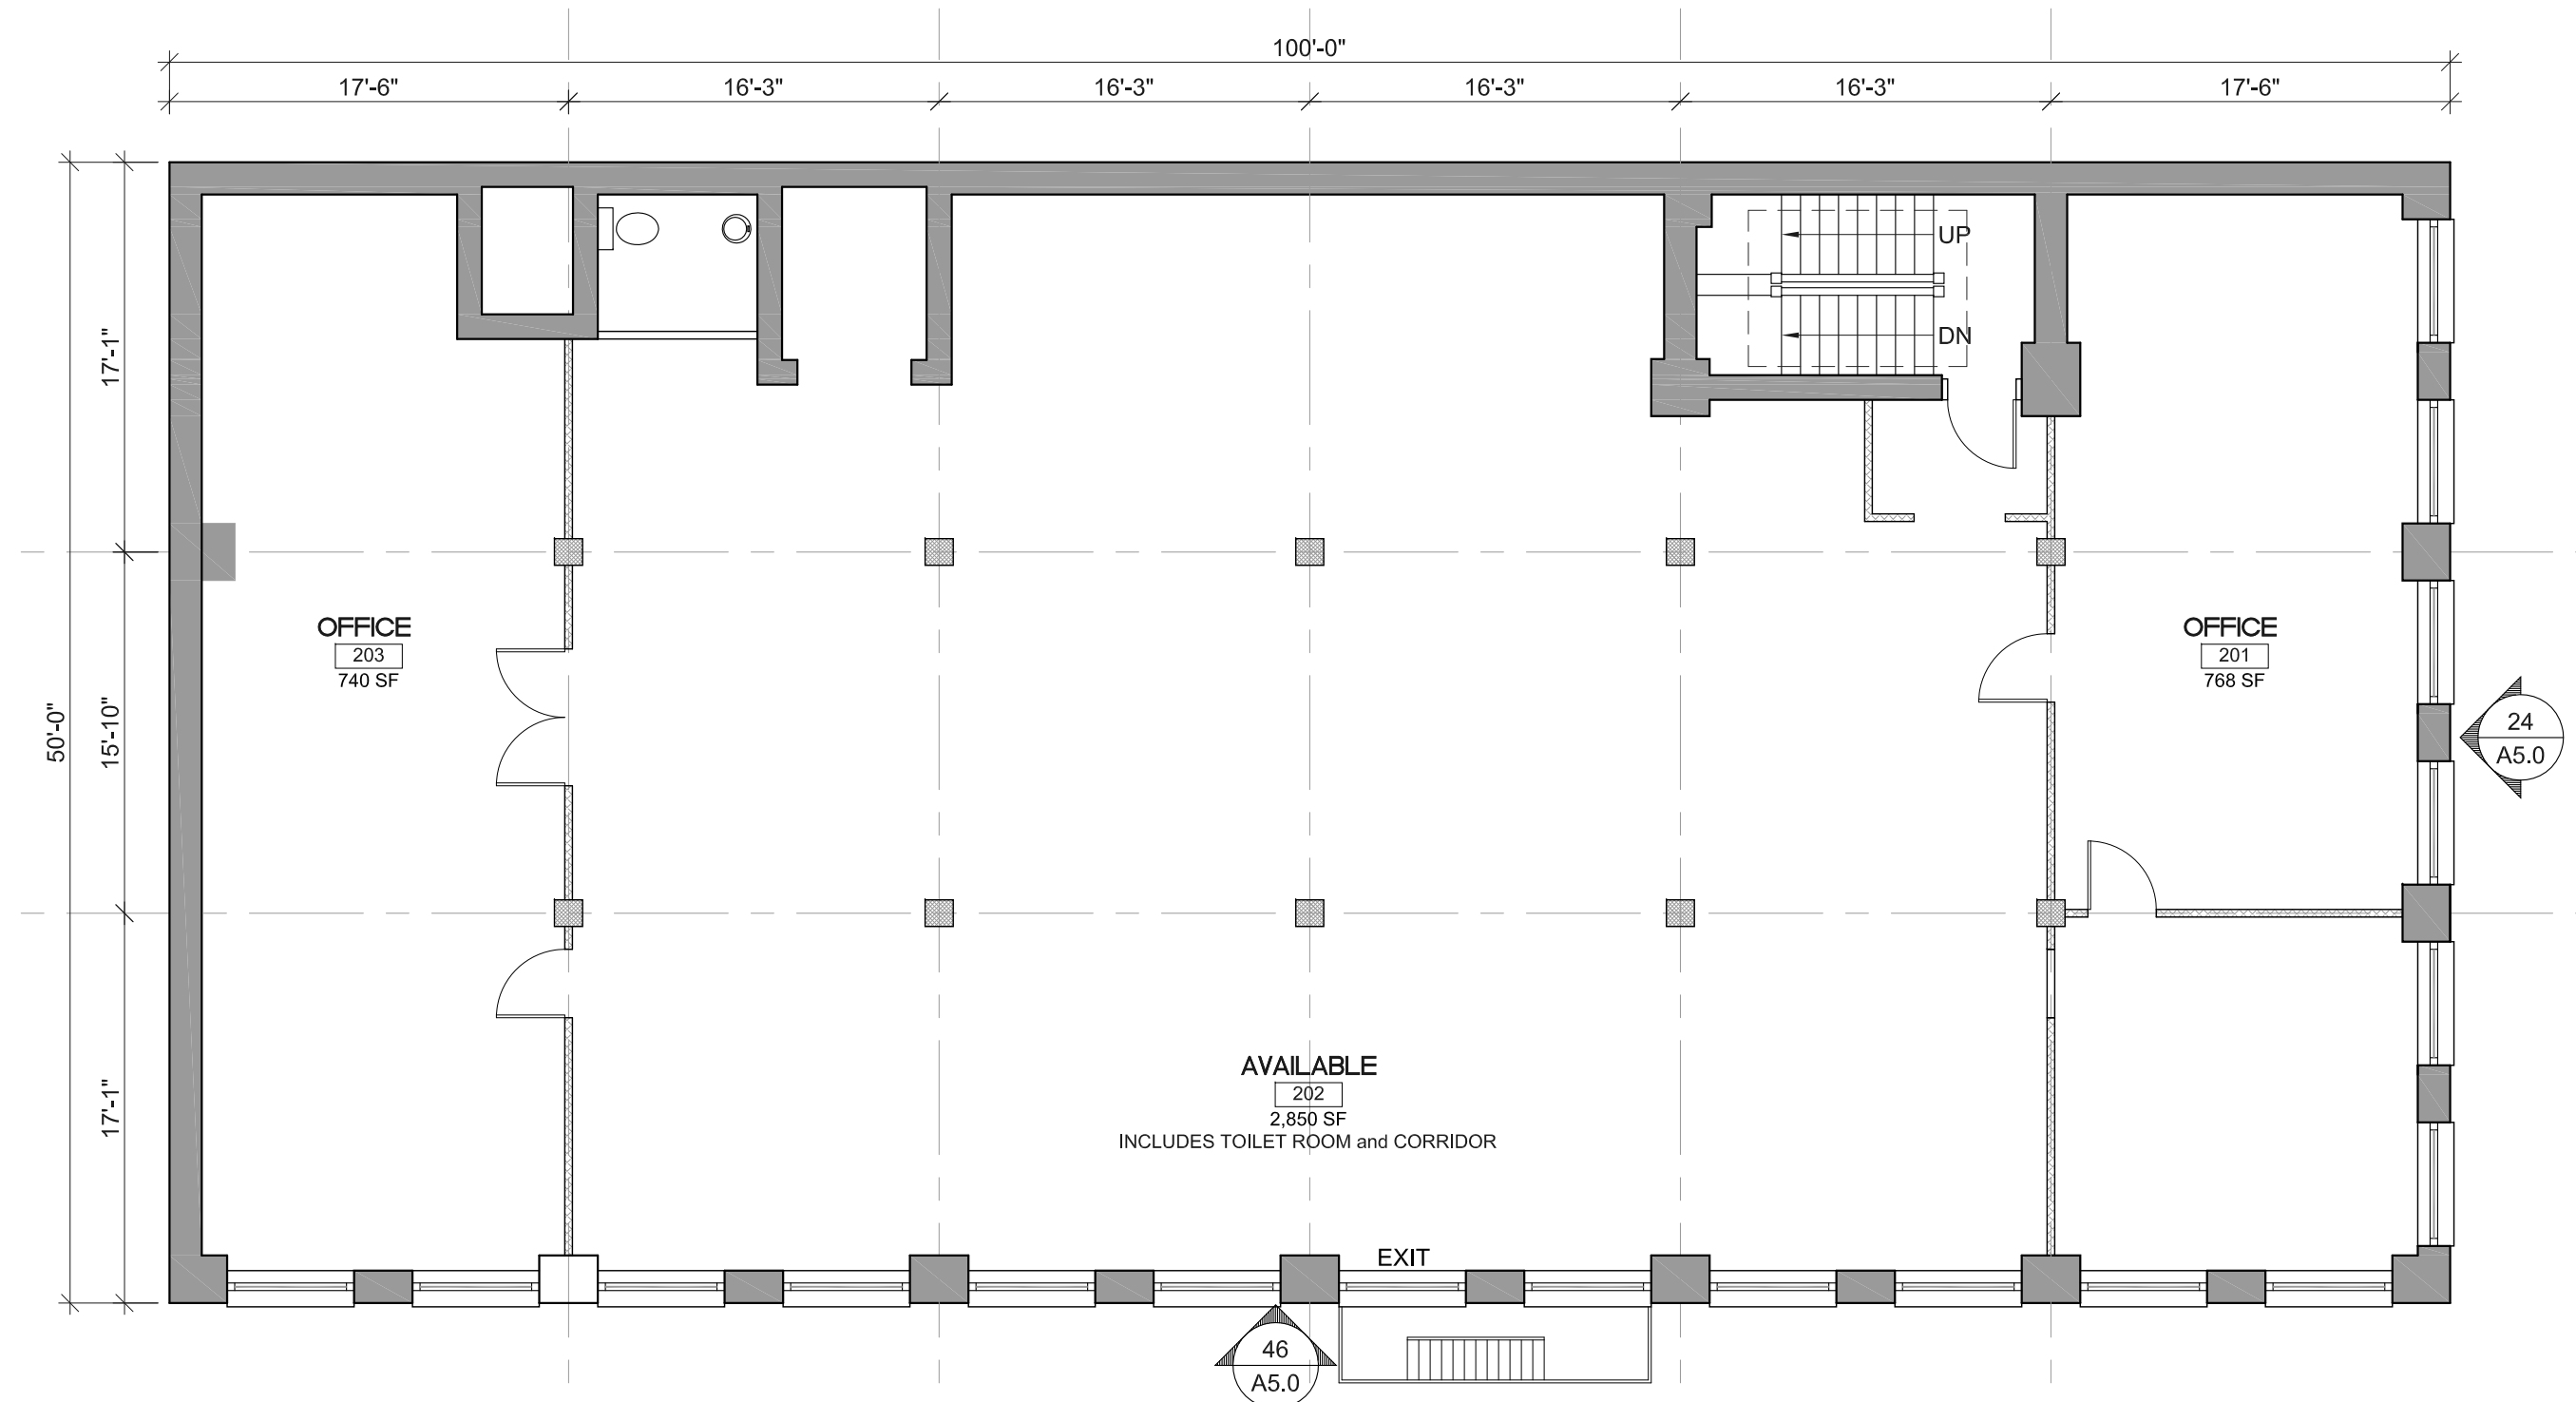 100'-0"
17'-6"
16'-3"
16'-3"
16'-3"
16'-3"
17'-6"
50'-0"
17'-1"
15'-10"
17'-1"
UP
DN
OFFICE
203
740 SF
OFFICE
201
768 SF
24
A5.0
AVAILABLE
202
2,850 SF
INCLUDES TOILET ROOM and CORRIDOR
EXIT
46
A5.0